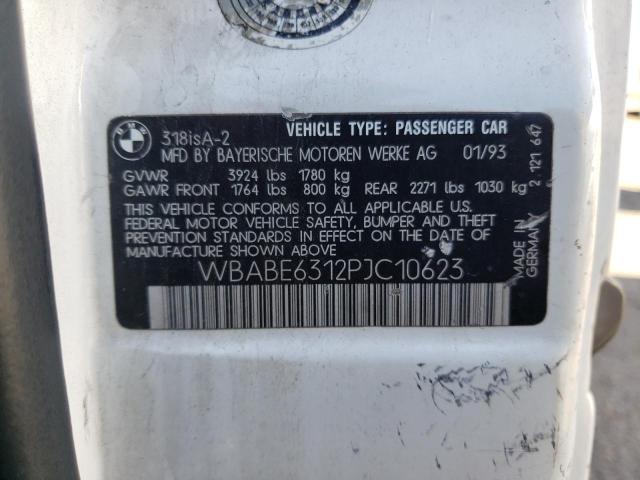 BMW
318isA-2
VEHICLE TYPE: PASSENGER CAR
MFD BY BAYERISCHE MOTOREN WERKE AG 01/93
GVWR 3924 lbs 1780 kg
GAWR FRONT 1764 lbs 800 kg REAR 2271 lbs 1030 kg
THIS VEHICLE CONFORMS TO ALL APPLICABLE U.S.
FEDERAL MOTOR VEHICLE SAFETY, BUMPER AND THEFT
PREVENTION STANDARDS IN EFFECT ON THE DATE
OF MANUFACTURE SHOWN ABOVE
WBABE6312PJC10623
MADE IN
GERMANY
2 121 647